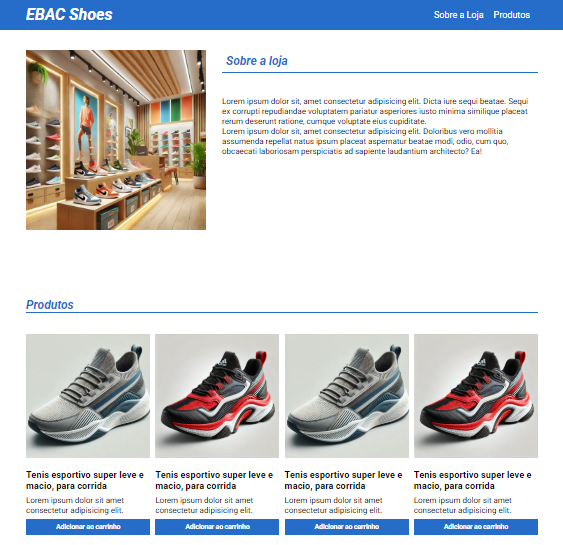 EBAC Shoes
Sobre a Loja Produtos
Sobre a loja
Lorem ipsum dolor sit, amet consectetur adipisicing elit. Dicta iure sequi beatae. Sequi
ex corrupti repudiandae voluptatem pariatur asperiores iusto minima similique placeat
rerum deserunt ratione, cumque voluptate eius cupiditate.
Lorem ipsum dolor sit, amet consectetur adipisicing elit. Doloribus vero mollitia
assumenda repellat natus ipsum placeat aspernatur beatae modi, odio, cum quo,
obcaecati laboriosam perspiciatis ad sapiente laudantium architecto? Ea!
Produtos
Tenis esportivo super leve e
macio, para corrida
Lorem ipsum dolor sit amet
consectetur adipisicing elit.
Adicionar ao carrinho
Tenis esportivo super leve e
macio, para corrida
Lorem ipsum dolor sit amet
consectetur adipisicing elit.
Adicionar ao carrinho
Tenis esportivo super leve e
macio, para corrida
Lorem ipsum dolor sit amet
consectetur adipisicing elit.
Adicionar ao carrinho
Tenis esportivo super leve e
macio, para corrida
Lorem ipsum dolor sit amet
consectetur adipisicing elit.
Adicionar ao carrinho